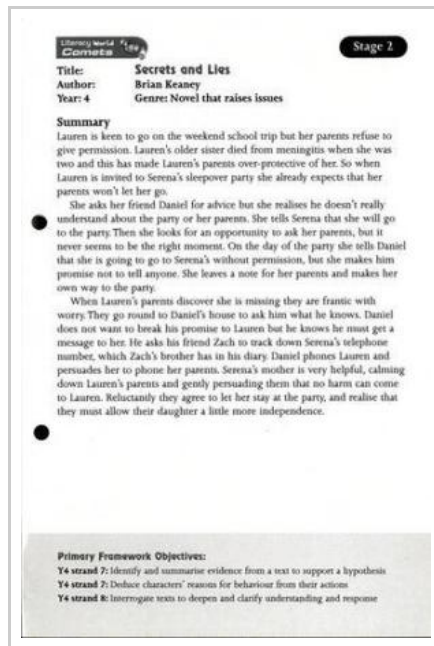 Literacy World
Comets
Stage 2
Title: Secrets and Lies
Author: Brian Keaney
Year: 4 Genre: Novel that raises issues
Summary
Lauren is keen to go on the weekend school trip but her parents refuse to
give permission. Lauren's older sister died from meningitis when she was
two and this has made Lauren's parents over-protective of her. So when
Lauren is invited to Serena's sleepover party she already expects that her
parents won't let her go.
She asks her friend Daniel for advice but she realises he doesn't really
understand about the party or her parents. She tells Serena that she will go
to the party. Then she looks for an opportunity to ask her parents, but it
never seems to be the right moment. On the day of the party she tells Daniel
that she is going to go to Serena's without permission, but she makes him
promise not to tell anyone. She leaves a note for her parents and makes her
own way to the party.
When Lauren's parents discover she is missing they are frantic with
worry. They go round to Daniel's house to ask him what he knows. Daniel
does not want to break his promise to Lauren but he knows he must get a
message to her. He asks his friend Zach to track down Serena's telephone
number, which Zach's brother has in his diary. Daniel phones Lauren and
persuades her to phone her parents. Serena's mother is very helpful, calming
down Lauren's parents and gently persuading them that no harm can come
to Lauren. Reluctantly they agree to let her stay at the party, and realise that
they must allow their daughter a little more independence.
Primary Framework Objectives:
Y4 strand 7: Identify and summarise evidence from a text to support a hypothesis
Y4 strand 7: Deduce characters' reasons for behaviour from their actions
Y4 strand 8: Interrogate texts to deepen and clarify understanding and response